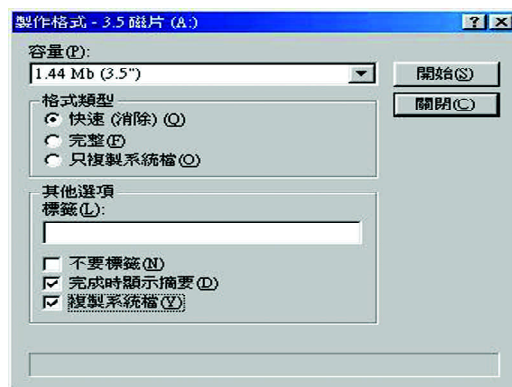 製作格式 - 3.5 磁片 (A:)
容量(P):
1.44 Mb (3.5")
開始(S)
關閉(C)
格式類型
快速 (消除) (Q)
完整(F)
只複製系統檔(O)
其他選項
標籤(L):
不要標籤(N)
完成時顯示摘要(D)
複製系統檔(Y)